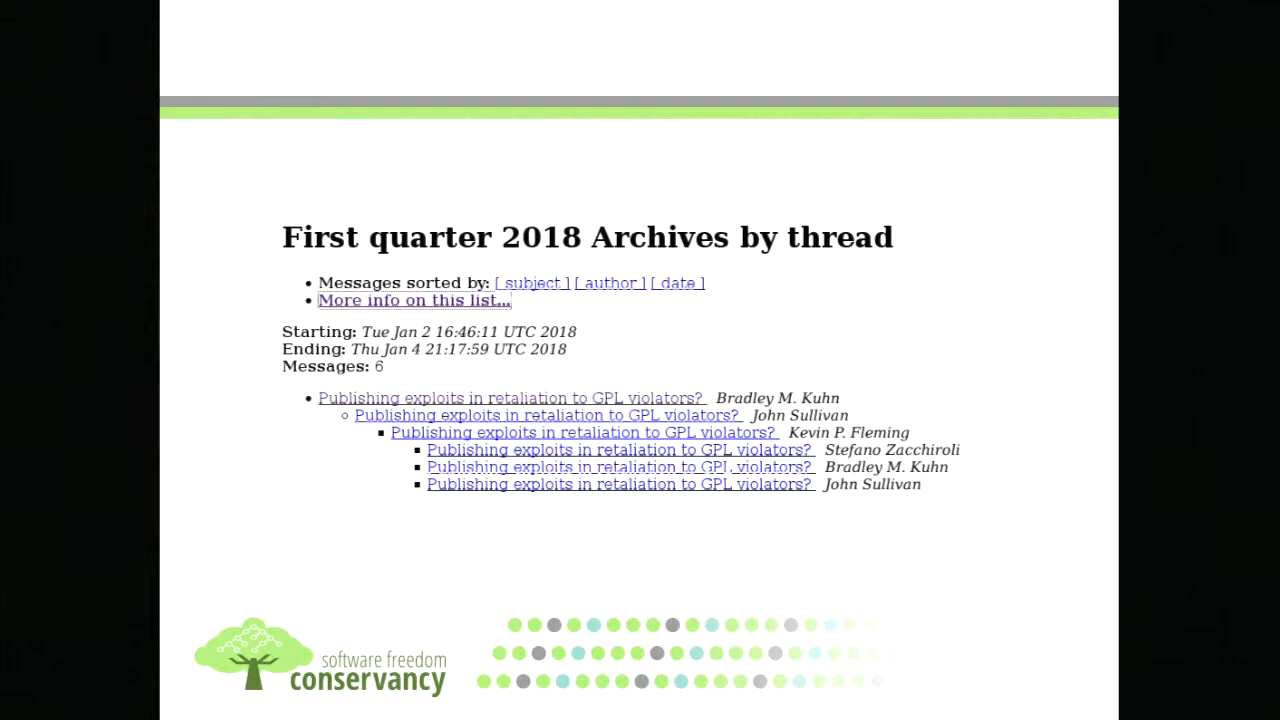 First quarter 2018 Archives by thread
• Messages sorted by: [ subject ] [ author ] [ date ]
• More info on this list...
Starting: Tue Jan 2 16:46:11 UTC 2018
Ending: Thu Jan 4 21:17:59 UTC 2018
Messages: 6
• Publishing exploits in retaliation to GPL violators? Bradley M. Kuhn
○ Publishing exploits in retaliation to GPL violators? John Sullivan
▪ Publishing exploits in retaliation to GPL violators? Kevin P. Fleming
▪ Publishing exploits in retaliation to GPL violators? Stefano Zacchiroli
▪ Publishing exploits in retaliation to GPL violators? Bradley M. Kuhn
▪ Publishing exploits in retaliation to GPL violators? John Sullivan
software freedom
conservancy